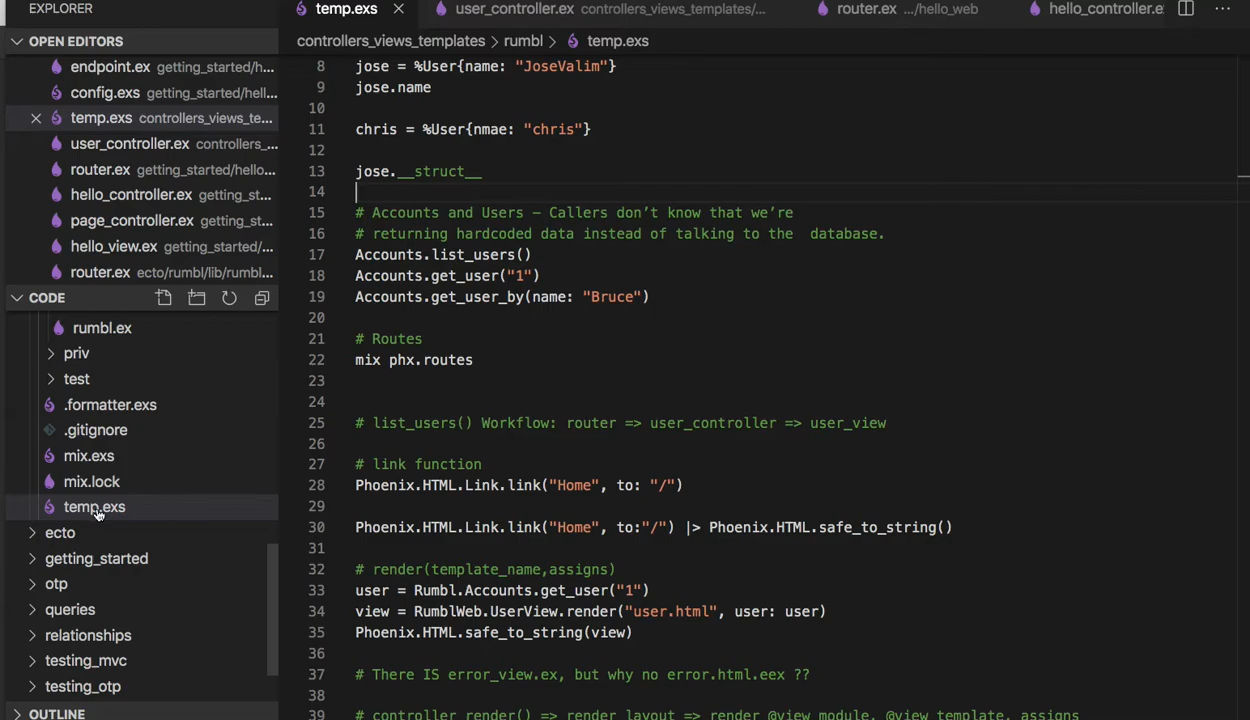 EXPLORER
OPEN EDITORS
endpoint.ex getting_started/h...
config.exs getting_started/hell...
temp.exs controllers_views_te...
user_controller.ex controllers_...
router.ex getting_started/hello...
hello_controller.ex getting_st...
page_controller.ex getting_st...
hello_view.ex getting_started/...
router.ex ecto/rumbl/lib/rumbl...
CODE
rumbl.ex
priv
test
.formatter.exs
.gitignore
mix.exs
mix.lock
temp.exs
ecto
getting_started
otp
queries
relationships
testing_mvc
testing_otp
OUTLINE
temp.exs user_controller.ex controllers_views_templates/... router.ex .../hello_web hello_controller.e
controllers_views_templates > rumbl > temp.exs
8 jose = %User{name: "JoseValim"}
9 jose.name
10
11 chris = %User{nmae: "chris"}
12
13 jose.__struct__
14
15 # Accounts and Users – Callers don’t know that we’re
16 # returning hardcoded data instead of talking to the  database.
17 Accounts.list_users()
18 Accounts.get_user("1")
19 Accounts.get_user_by(name: "Bruce")
20
21 # Routes
22 mix phx.routes
23
24
25 # list_users() Workflow: router => user_controller => user_view
26
27 # link function
28 Phoenix.HTML.Link.link("Home", to: "/")
29
30 Phoenix.HTML.Link.link("Home", to:"/") |> Phoenix.HTML.safe_to_string()
31
32 # render(template_name,assigns)
33 user = Rumbl.Accounts.get_user("1")
34 view = RumblWeb.UserView.render("user.html", user: user)
35 Phoenix.HTML.safe_to_string(view)
36
37 # There IS error_view.ex, but why no error.html.eex ??
38
39 # controller render() => render layout => render @view_module, @view_template, assigns